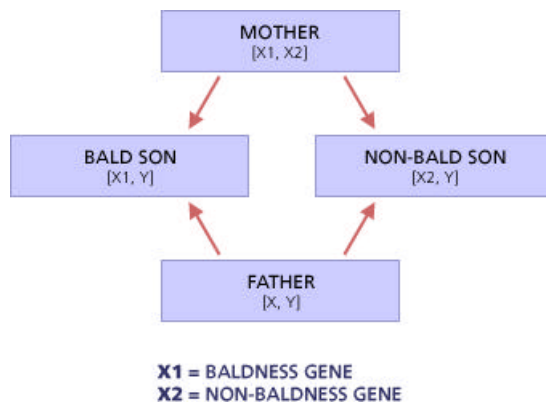 MOTHER
[X1, X2]
BALD SON
[X1, Y]
NON-BALD SON
[X2, Y]
FATHER
[X, Y]
X1 = BALDNESS GENE
X2 = NON-BALDNESS GENE